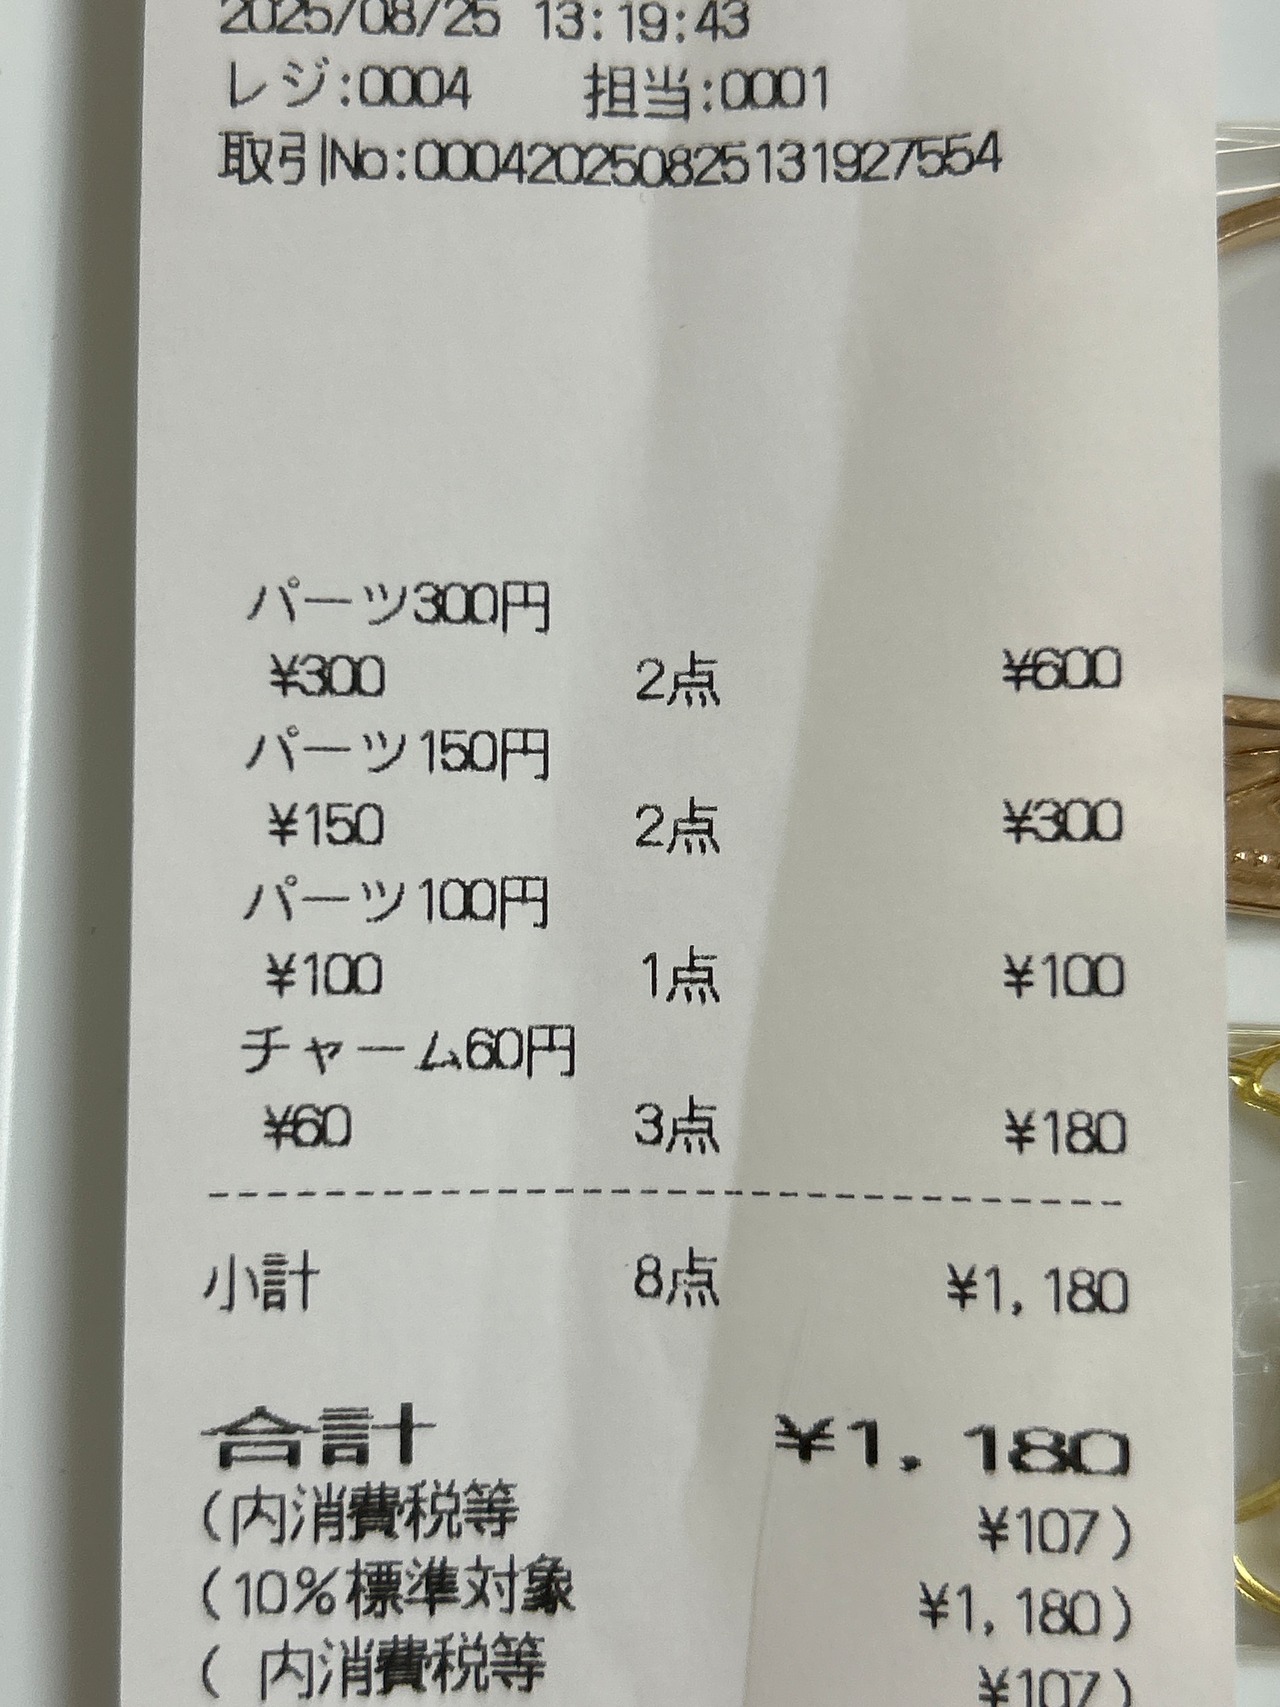 2025/08/25 13:19:43
レジ:0004 担当:0001
取引No:000420250825131927554
パーツ300円
¥300 2点 ¥600
パーツ150円
¥150 2点 ¥300
パーツ100円
¥100 1点 ¥100
チャーム60円
¥60 3点 ¥180
小計 8点 ¥1,180
合計 ¥1,180
(内消費税等 ¥107)
(10%標準対象 ¥1,180)
( 内消費税等 ¥107)